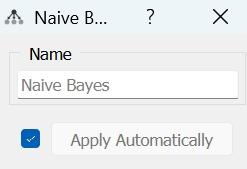 Naive B... ?
Name
Naive Bayes
Apply Automatically